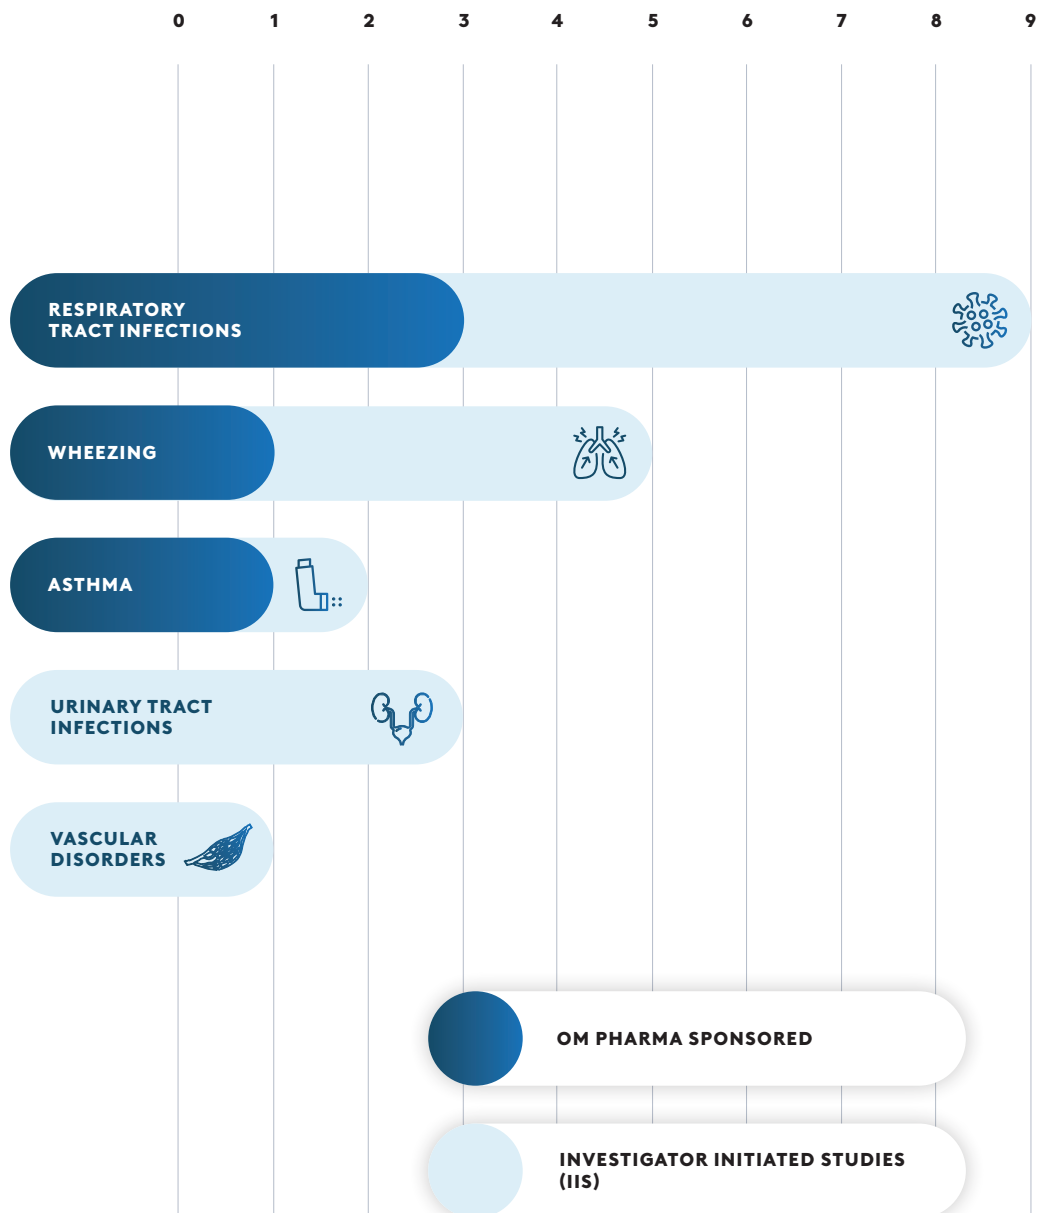 0 1 2 3 4 5 6 7 8 9
RESPIRATORY
TRACT INFECTIONS
WHEEZING
ASTHMA
URINARY TRACT
INFECTIONS
VASCULAR
DISORDERS
OM PHARMA SPONSORED
INVESTIGATOR INITIATED STUDIES
(IIS)